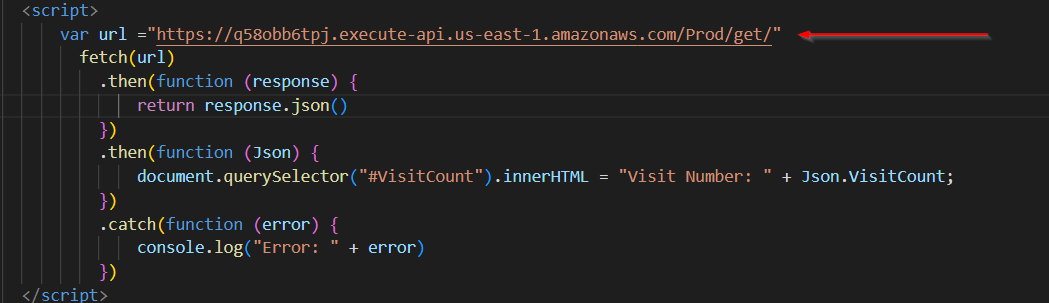 <script>
var url ="https://q58obb6tpj.execute-api.us-east-1.amazonaws.com/Prod/get/"
fetch(url)
.then(function (response) {
return response.json()
})
.then(function (Json) {
document.querySelector("#VisitCount").innerHTML = "Visit Number: " + Json.VisitCount;
})
.catch(function (error) {
console.log("Error: " + error)
})
</script>